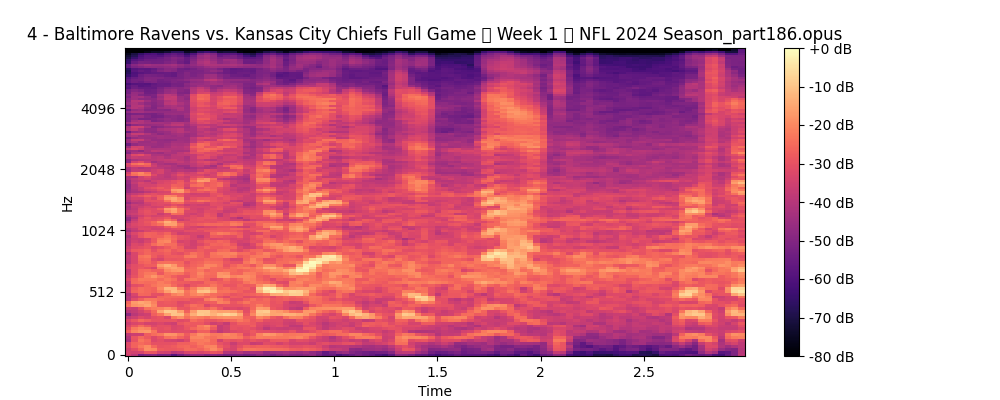 4 - Baltimore Ravens vs. Kansas City Chiefs Full Game ▯ Week 1 ▯ NFL 2024 Season_part186.opus
+0 dB
-10 dB
-20 dB
-30 dB
-40 dB
-50 dB
-60 dB
-70 dB
-80 dB
Hz
4096
2048
1024
512
0
0 0.5 1 1.5 2 2.5
Time